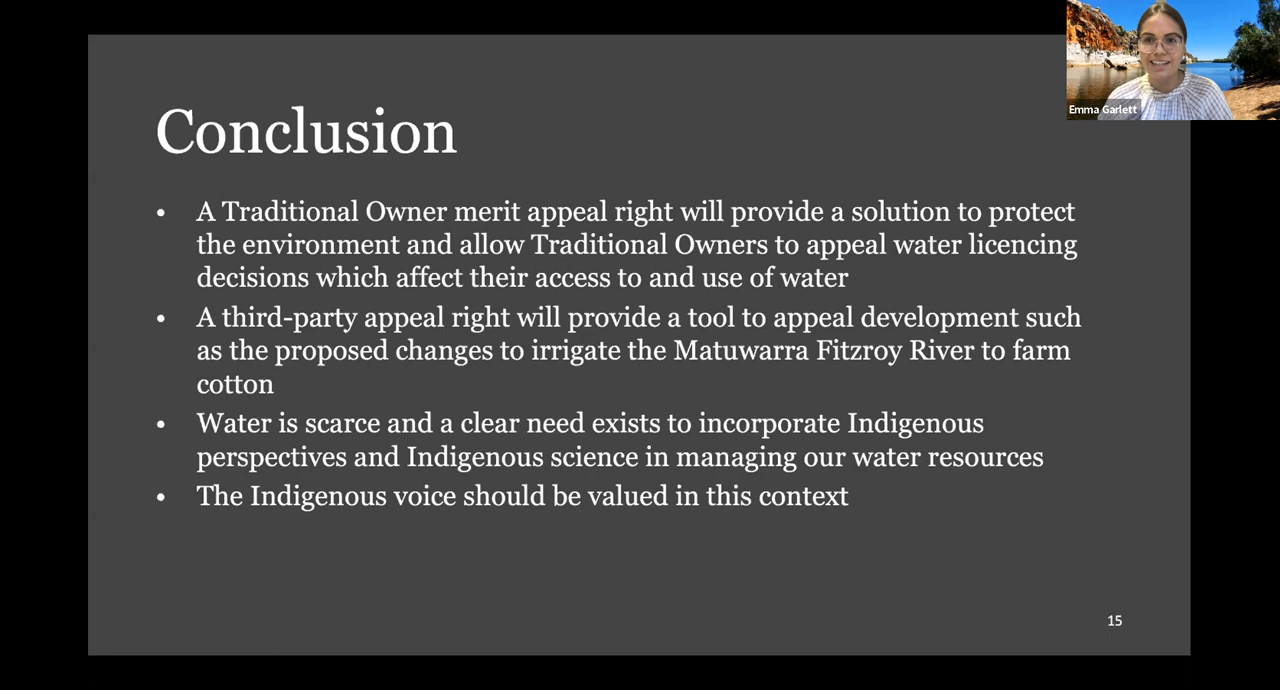 Emma Garlett
Conclusion
• A Traditional Owner merit appeal right will provide a solution to protect
the environment and allow Traditional Owners to appeal water licencing
decisions which affect their access to and use of water
• A third-party appeal right will provide a tool to appeal development such
as the proposed changes to irrigate the Matuwarra Fitzroy River to farm
cotton
• Water is scarce and a clear need exists to incorporate Indigenous
perspectives and Indigenous science in managing our water resources
• The Indigenous voice should be valued in this context
15